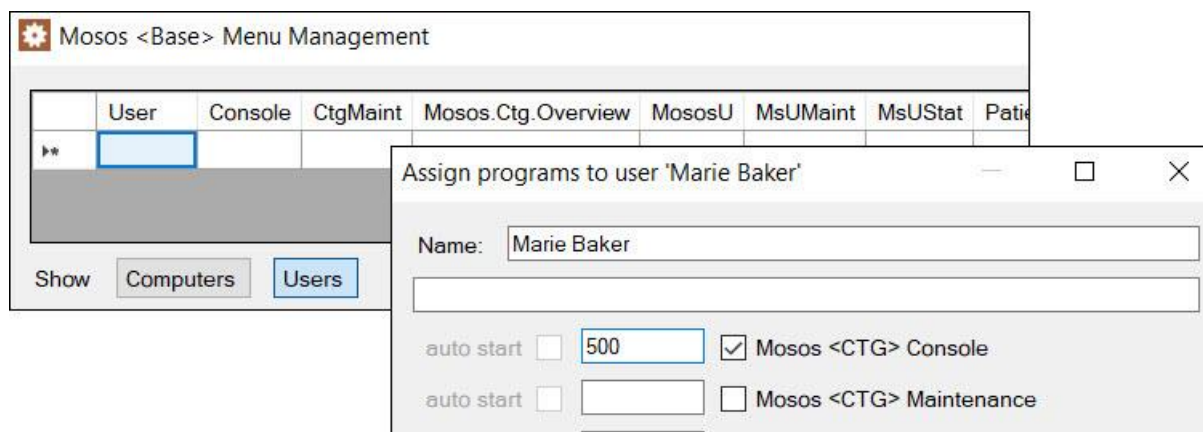 Mosos <Base> Menu Management
User Console CtgMaint Mosos.Ctg.Overview MososU MsUMaint MsUStat
Assign programs to user 'Marie Baker'
Name: Marie Baker
Show Computers Users
auto start 500 Mosos <CTG> Console
auto start Mosos <CTG> Maintenance